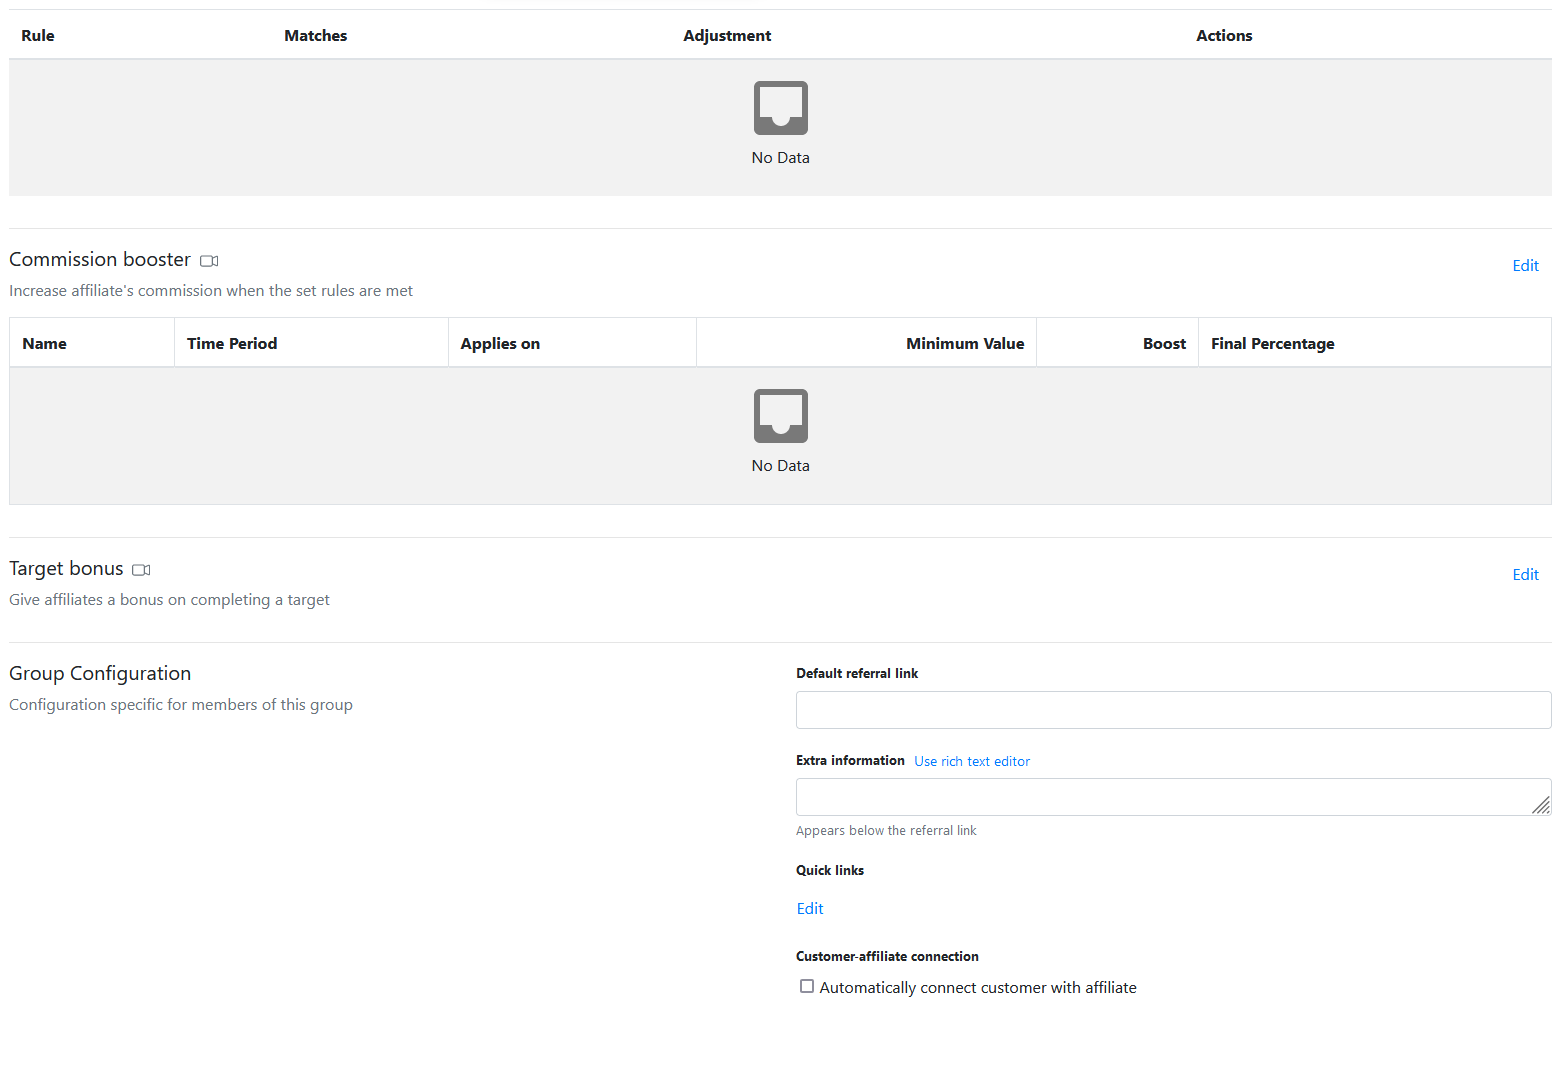 Rule Matches Adjustment Actions
No Data
Commission booster
Edit
Increase affiliate's commission when the set rules are met
Name Time Period Applies on Minimum Value Boost Final Percentage
No Data
Target bonus
Edit
Give affiliates a bonus on completing a target
Group Configuration
Configuration specific for members of this group
Default referral link
Extra information Use rich text editor
Appears below the referral link
Quick links
Edit
Customer-affiliate connection
Automatically connect customer with affiliate